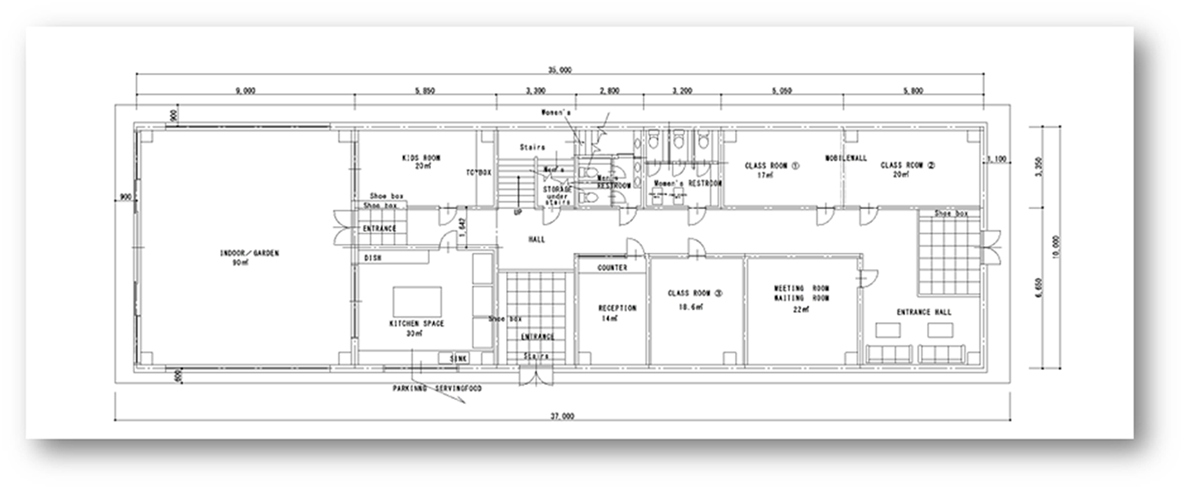 35,000
9,000
5,850
3,300
2,800
3,200
5,050
5,800
900
Women's
Stairs
KIDS ROOM
20㎡
TC*BOX
Men's
STORAGE
under
stairs
Men's
RESTROOM
Women's RESTROOM
CLASS ROOM ①
17㎡
MOBILEWALL
CLASS ROOM ②
20㎡
1,100
3,350
900
Shoe box
Shoe box
ENTRANCE
1,642
UP
HALL
Shoe box
10,000
INDOOR/GARDEN
90㎡
DISH
COUNTER
KITCHEN SPACE
30㎡
Shoe box
ENTRANCE
Stairs
RECEPTION
14㎡
CLASS ROOM ③
18.6㎡
MEETING ROOM
WAITING ROOM
22㎡
ENTRANCE HALL
6,650
SINK
600
PARKINNG SERVINGFOOD
37,000